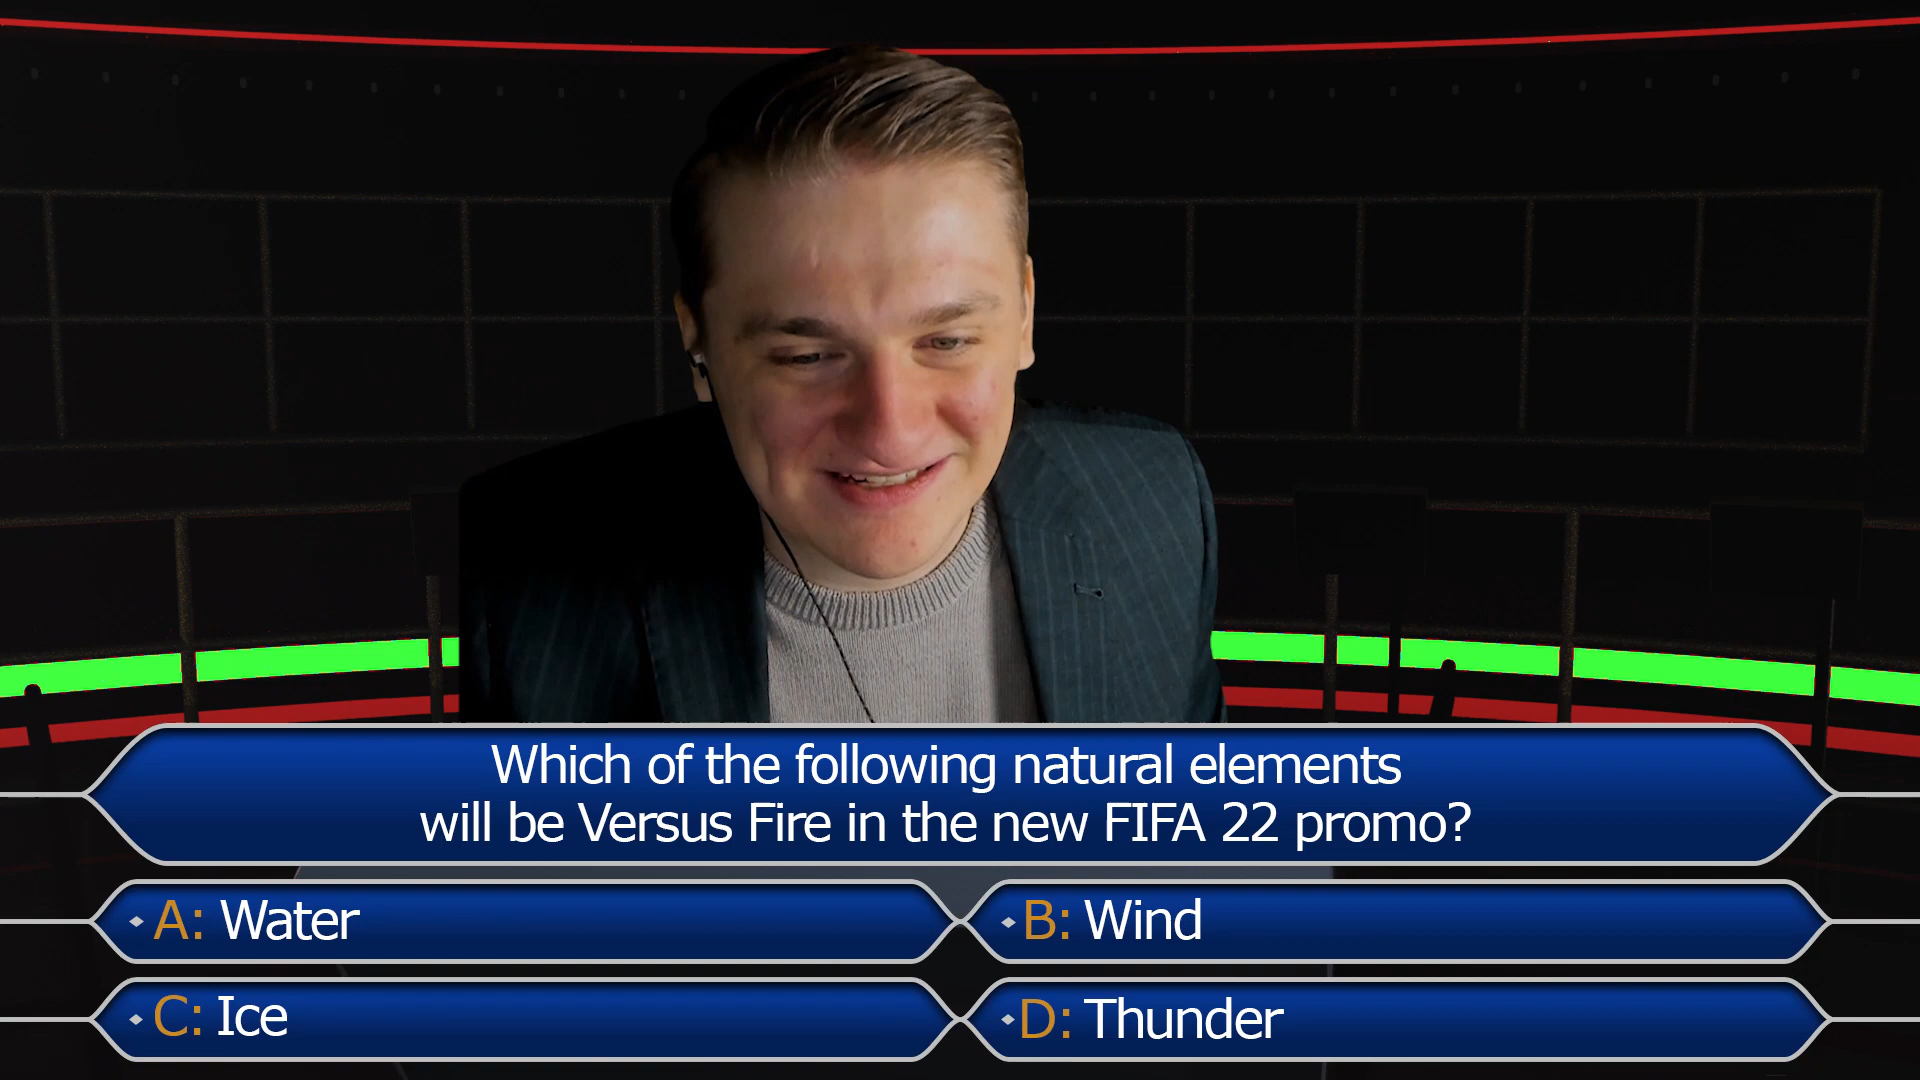 Which of the following natural elements
will be Versus Fire in the new FIFA 22 promo?
A: Water
B: Wind
C: Ice
D: Thunder